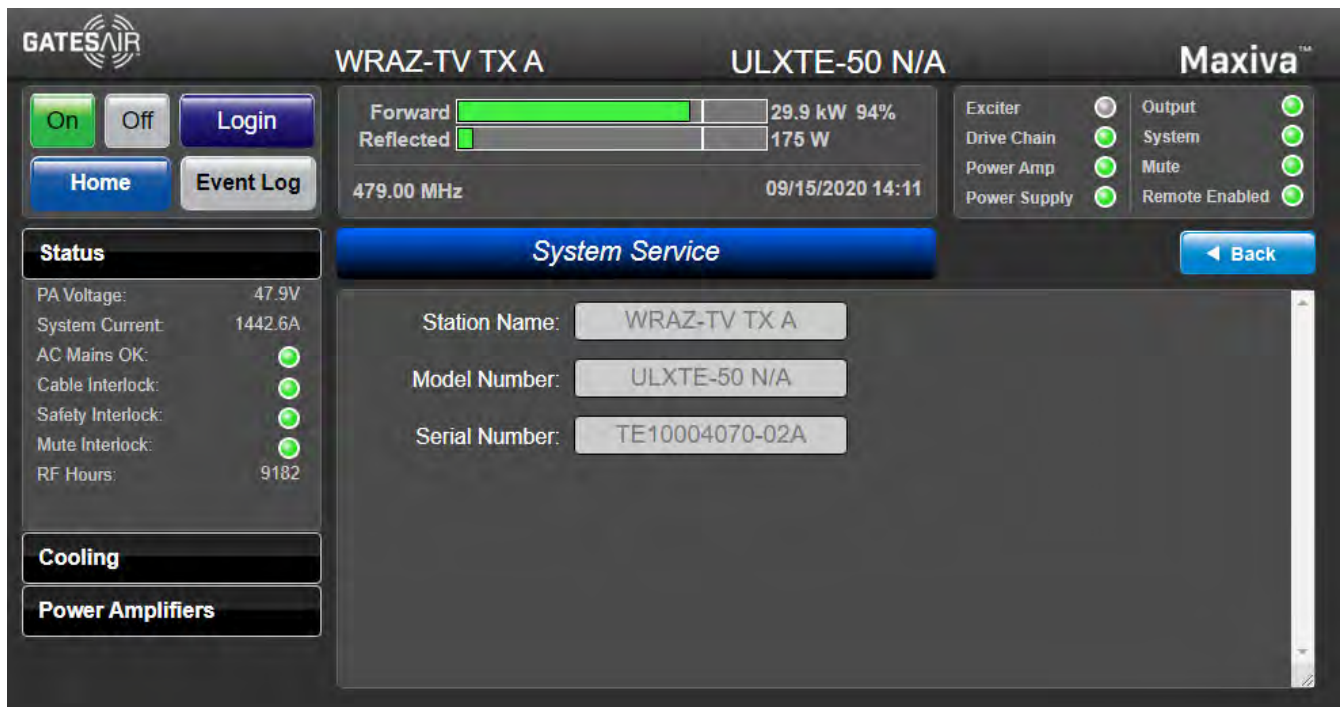 GATESAIR
WRAZ-TV TX A
ULXTE-50 N/A
Maxiva™
On
Off
Login
Home
Event Log
Forward 29.9 kW 94%
Reflected 175 W
479.00 MHz 09/15/2020 14:11
Exciter
Drive Chain
Power Amp
Power Supply
Output
System
Mute
Remote Enabled
Status
PA Voltage: 47.9V
System Current: 1442.6A
AC Mains OK:
Cable Interlock:
Safety Interlock:
Mute Interlock:
RF Hours: 9182
Cooling
Power Amplifiers
System Service
◄ Back
Station Name: WRAZ-TV TX A
Model Number: ULXTE-50 N/A
Serial Number: TE10004070-02A